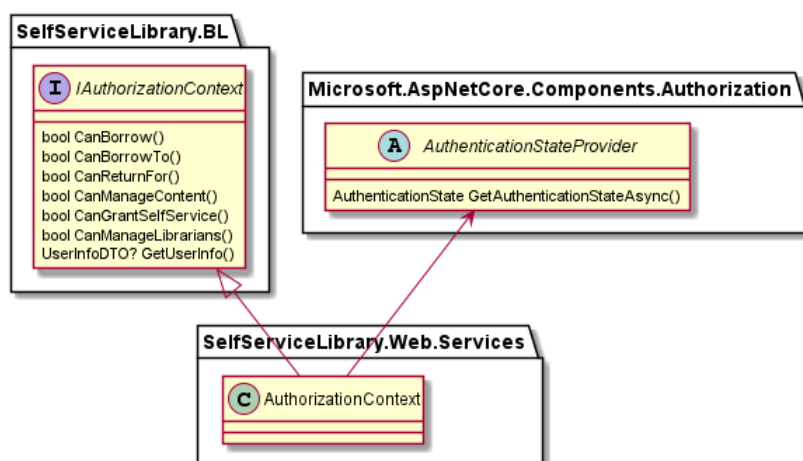 SelfServiceLibrary.BL
I IAuthorizationContext
bool CanBorrow()
bool CanBorrowTo()
bool CanReturnFor()
bool CanManageContent()
bool CanGrantSelfService()
bool CanManageLibrarians()
UserInfoDTO? GetUserInfo()
Microsoft.AspNetCore.Components.Authorization
A AuthenticationStateProvider
AuthenticationState GetAuthenticationStateAsync()
SelfServiceLibrary.Web.Services
C AuthorizationContext